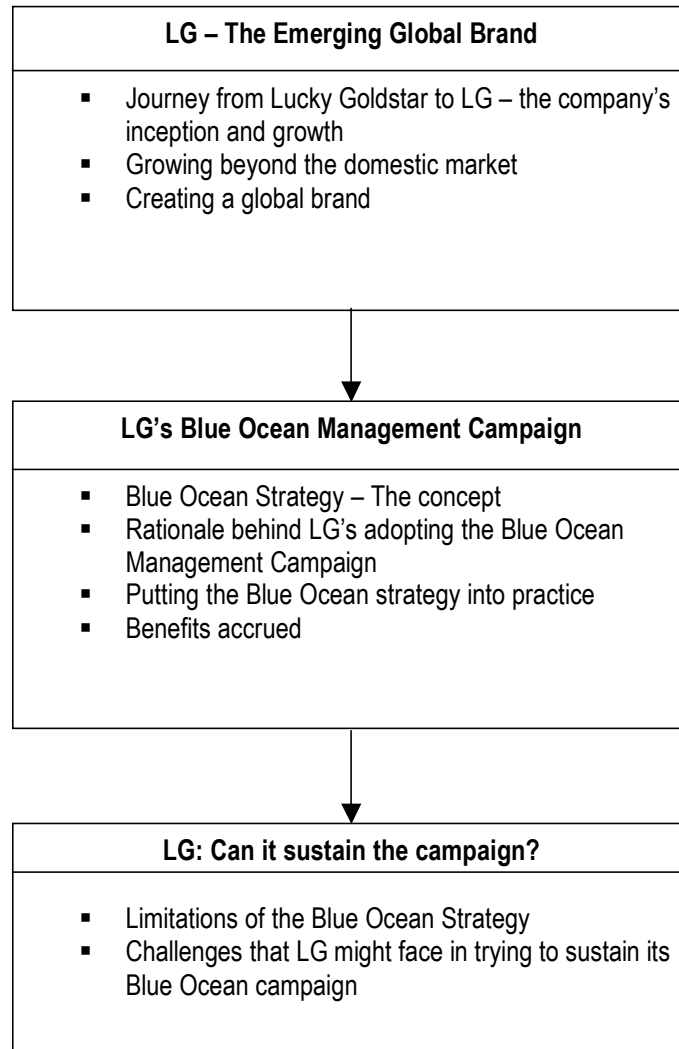 LG – The Emerging Global Brand
▪ Journey from Lucky Goldstar to LG – the company’s
inception and growth
▪ Growing beyond the domestic market
▪ Creating a global brand
LG’s Blue Ocean Management Campaign
▪ Blue Ocean Strategy – The concept
▪ Rationale behind LG’s adopting the Blue Ocean
Management Campaign
▪ Putting the Blue Ocean strategy into practice
▪ Benefits accrued
LG: Can it sustain the campaign?
▪ Limitations of the Blue Ocean Strategy
▪ Challenges that LG might face in trying to sustain its
Blue Ocean campaign